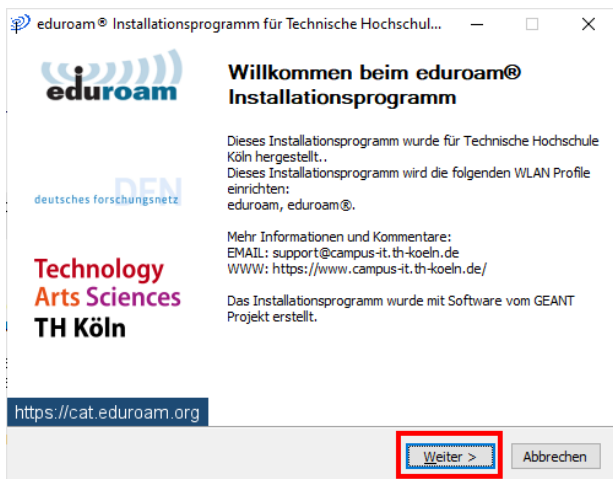 eduroam® Installationsprogramm für Technische Hochschul...
eduroam
Willkommen beim eduroam®
Installationsprogramm
Dieses Installationsprogramm wurde für Technische Hochschule
Köln hergestellt..
Dieses Installationsprogramm wird die folgenden WLAN Profile
einrichten:
eduroam, eduroam®.
DFN
deutsches forschungsnetz
Mehr Informationen und Kommentare:
EMAIL: support@campus-it.th-koeln.de
WWW: https://www.campus-it.th-koeln.de/
Technology
Arts Sciences
TH Köln
Das Installationsprogramm wurde mit Software vom GEANT
Projekt erstellt.
https://cat.eduroam.org
Weiter >
Abbrechen